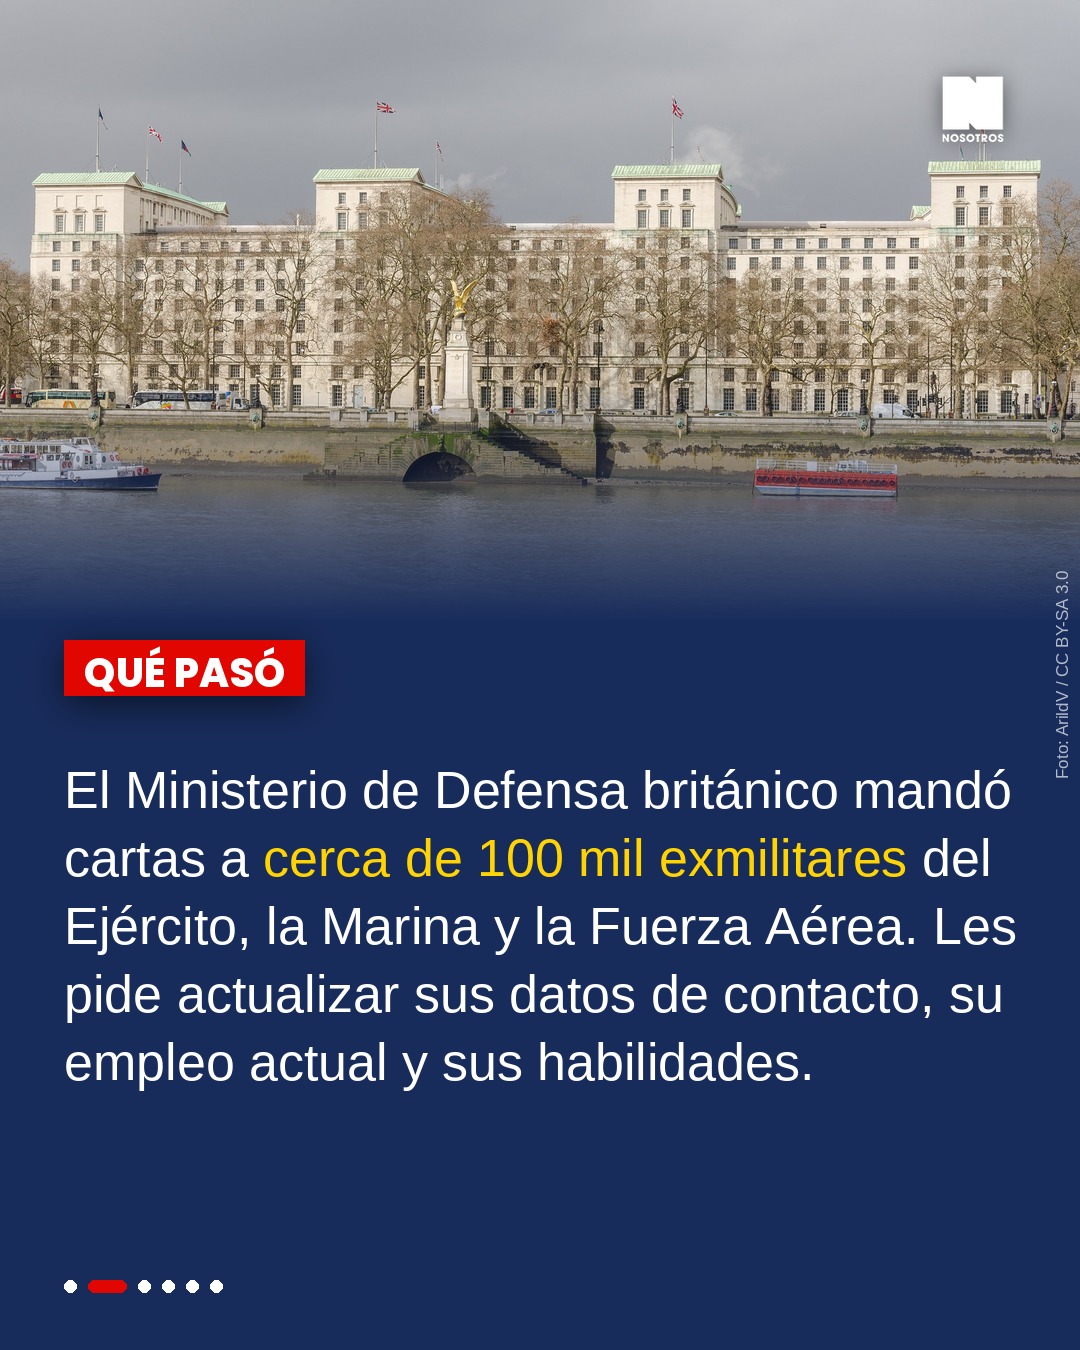 NOSOTROS
Foto: ArildV / CC BY-SA 3.0
QUÉ PASÓ
El Ministerio de Defensa británico mandó
cartas a cerca de 100 mil exmilitares del
Ejército, la Marina y la Fuerza Aérea. Les
pide actualizar sus datos de contacto, su
empleo actual y sus habilidades.